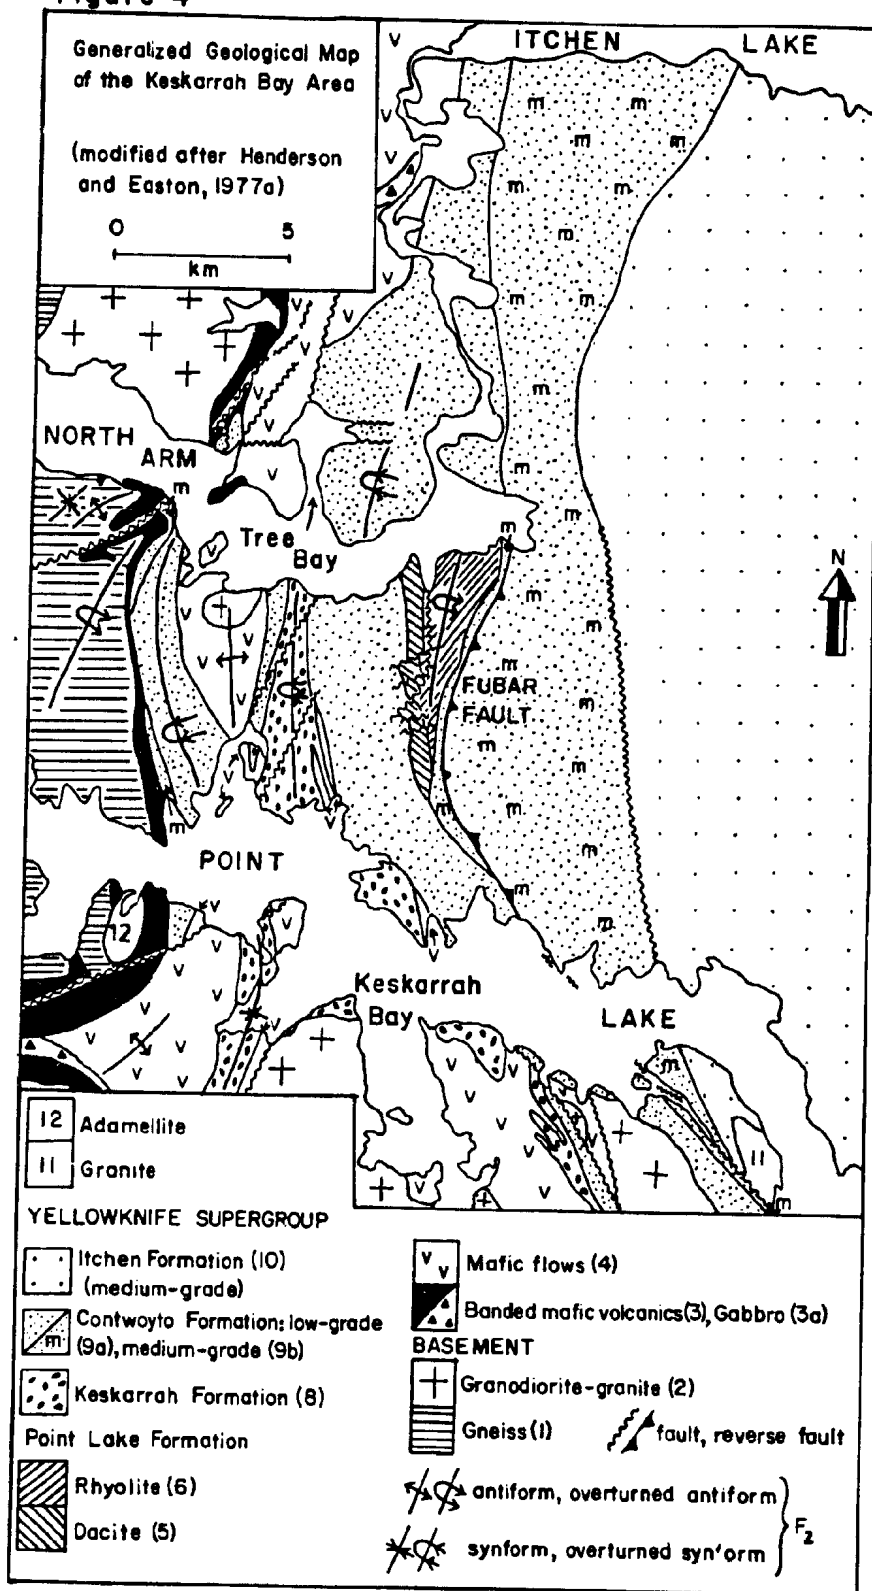 Figure 4
Generalized Geological Map
of the Keskarrah Bay Area
(modified after Henderson
and Easton, 1977a)
0 5
km
ITCHEN LAKE
NORTH
ARM
Tree
Bay
N
FUBAR
FAULT
POINT
12
Keskarrah
Bay
LAKE
11
12 Adamellite
11 Granite
YELLOWKNIFE SUPERGROUP
Itchen Formation (10)
(medium-grade)
Contwoyto Formation: low-grade
m (9a), medium-grade (9b)
Keskarrah Formation (8)
Point Lake Formation
Rhyolite (6)
Dacite (5)
v v Mafic flows (4)
Banded mafic volcanics(3), Gabbro (3a)
BASEMENT
Granodiorite-granite (2)
Gneiss (1)
fault, reverse fault
antiform, overturned antiform
synform, overturned syn'orm
F2